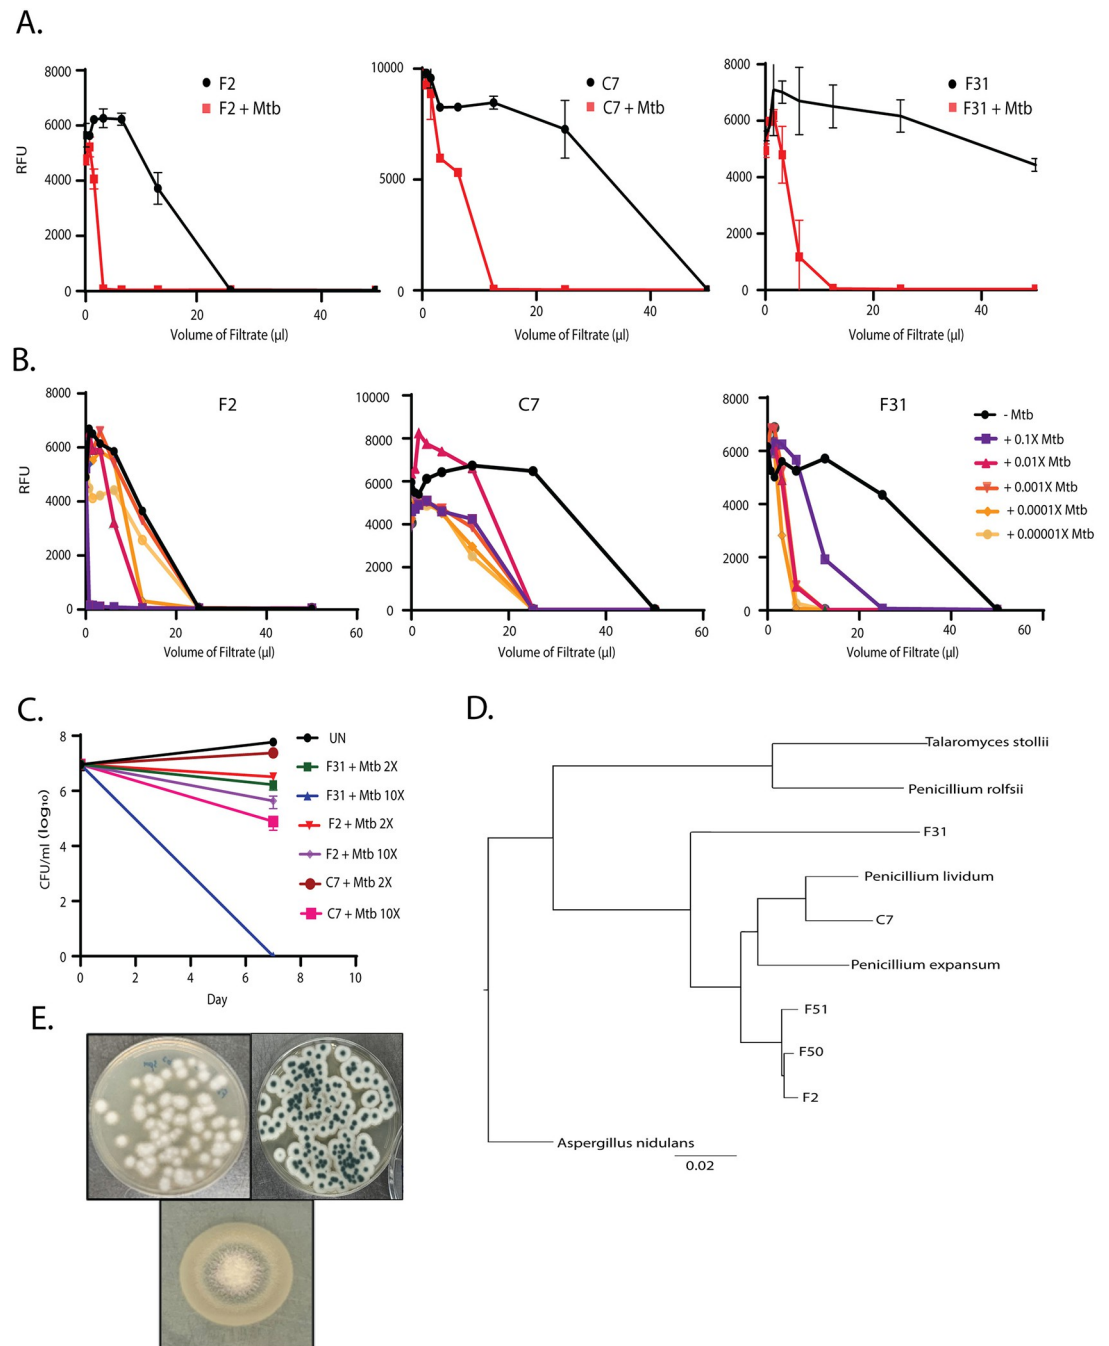 A.
8000
6000
4000
2000
0
RFU
0
20
40
Volume of Filtrate (µl)
F2
F2 + Mtb
10000
5000
0
0
20
40
Volume of Filtrate (µl)
C7
C7 + Mtb
8000
6000
4000
2000
0
0
20
40
Volume of Filtrate (µl)
F31
F31 + Mtb
B.
F2
8000
6000
4000
2000
0
RFU
0
20
40
60
Volume of Filtrate (µl)
C7
10000
8000
6000
4000
2000
0
0
20
40
60
Volume of Filtrate (µl)
F31
8000
6000
4000
2000
0
0
20
40
60
Volume of Filtrate (µl)
- Mtb
+ 0.1X Mtb
+ 0.01X Mtb
+ 0.001X Mtb
+ 0.0001X Mtb
+ 0.00001X Mtb
C.
8
6
4
2
0
CFU/ml (log₁₀)
0
2
4
6
8
10
Day
UN
F31 + Mtb 2X
F31 + Mtb 10X
F2 + Mtb 2X
F2 + Mtb 10X
C7 + Mtb 2X
C7 + Mtb 10X
D.
Talaromyces stollii
Penicillium rolfsii
F31
Penicillium lividum
C7
Penicillium expansum
F51
F50
F2
Aspergillus nidulans
0.02
E.